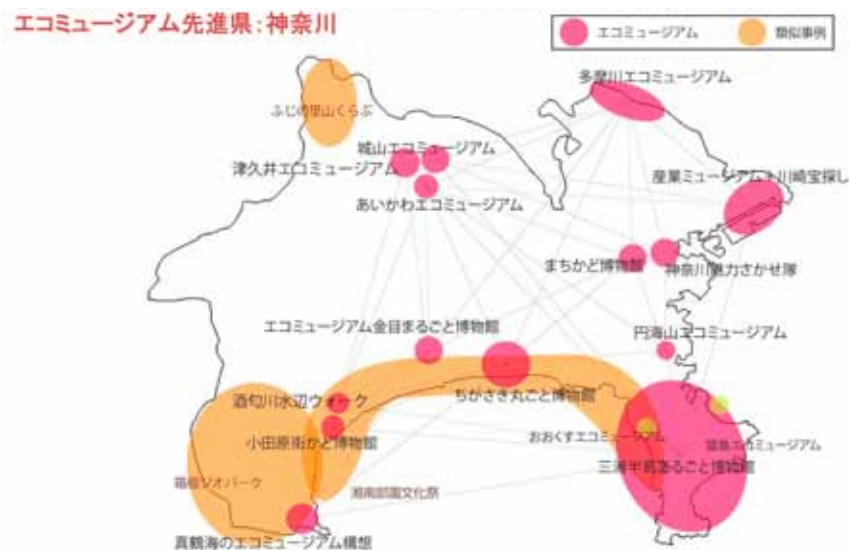 エコミュージアム先進県：神奈川
エコミュージアム
類似事例
多摩川エコミュージアム
ふじの里山くらぶ
城山エコミュージアム
津久井エコミュージアム
産業ミュージアム+川崎宝探し
あいかわエコミュージアム
まちかど博物館
神奈川魅力さかせ隊
エコミュージアム金目まるごと博物館
円海山エコミュージアム
酒匂川水辺ウォーク
ちがさき丸ごと博物館
小田原街かど博物館
おおくすエコミュージアム
エコミュージアム
三浦半島まるごと博物館
箱根ジオパーク
湘南邸園文化祭
真鶴海のエコミュージアム構想